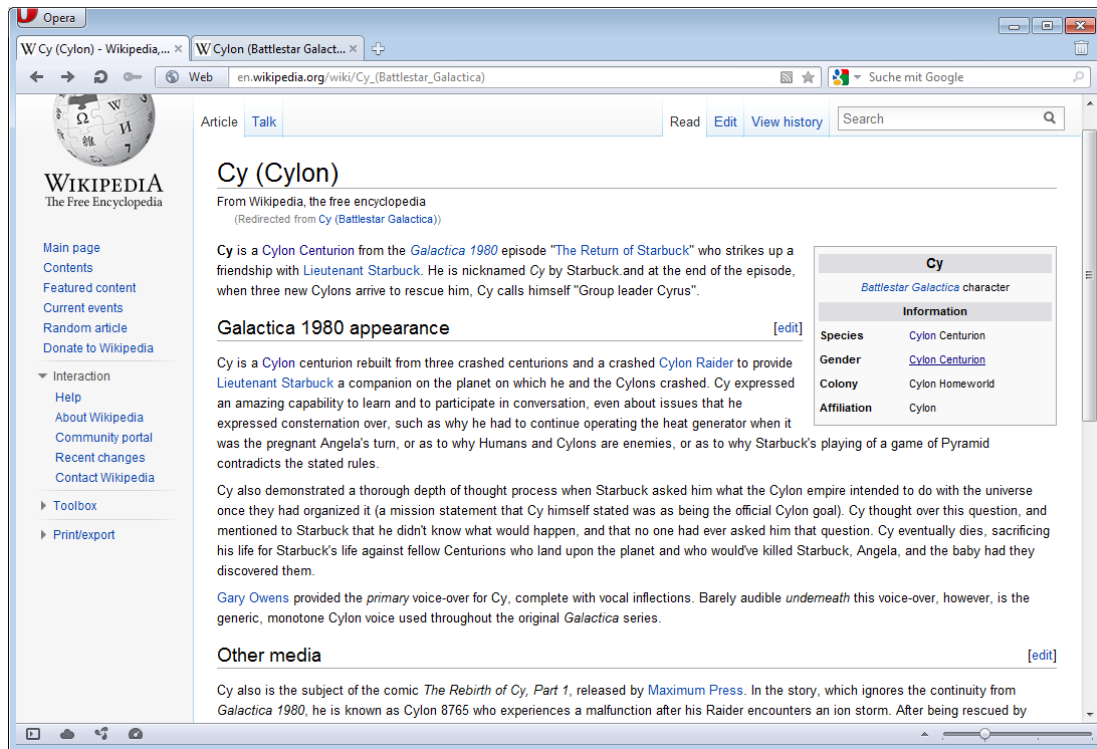 Opera
Cy (Cylon) - Wikipedia,...
Cylon (Battlestar Galact...
Web
en.wikipedia.org/wiki/Cy_(Battlestar_Galactica)
Suche mit Google
WIKIPEDIA
The Free Encyclopedia
Main page
Contents
Featured content
Current events
Random article
Donate to Wikipedia
Interaction
Help
About Wikipedia
Community portal
Recent changes
Contact Wikipedia
Toolbox
Print/export
Article Talk
Read Edit View history
Search
Cy (Cylon)
From Wikipedia, the free encyclopedia
(Redirected from Cy (Battlestar Galactica))
Cy is a Cylon Centurion from the Galactica 1980 episode "The Return of Starbuck" who strikes up a
friendship with Lieutenant Starbuck. He is nicknamed Cy by Starbuck.and at the end of the episode,
when three new Cylons arrive to rescue him, Cy calls himself "Group leader Cyrus".
Cy
Battlestar Galactica character
Information
Species Cylon Centurion
Gender Cylon Centurion
Colony Cylon Homeworld
Affiliation Cylon
Galactica 1980 appearance [edit]
Cy is a Cylon centurion rebuilt from three crashed centurions and a crashed Cylon Raider to provide
Lieutenant Starbuck a companion on the planet on which he and the Cylons crashed. Cy expressed
an amazing capability to learn and to participate in conversation, even about issues that he
expressed consternation over, such as why he had to continue operating the heat generator when it
was the pregnant Angela's turn, or as to why Humans and Cylons are enemies, or as to why Starbuck's playing of a game of Pyramid
contradicts the stated rules.
Cy also demonstrated a thorough depth of thought process when Starbuck asked him what the Cylon empire intended to do with the universe
once they had organized it (a mission statement that Cy himself stated was as being the official Cylon goal). Cy thought over this question, and
mentioned to Starbuck that he didn't know what would happen, and that no one had ever asked him that question. Cy eventually dies, sacrificing
his life for Starbuck's life against fellow Centurions who land upon the planet and who would've killed Starbuck, Angela, and the baby had they
discovered them.
Gary Owens provided the primary voice-over for Cy, complete with vocal inflections. Barely audible underneath this voice-over, however, is the
generic, monotone Cylon voice used throughout the original Galactica series.
Other media [edit]
Cy also is the subject of the comic The Rebirth of Cy, Part 1, released by Maximum Press. In the story, which ignores the continuity from
Galactica 1980, he is known as Cylon 8765 who experiences a malfunction after his Raider encounters an ion storm. After being rescued by